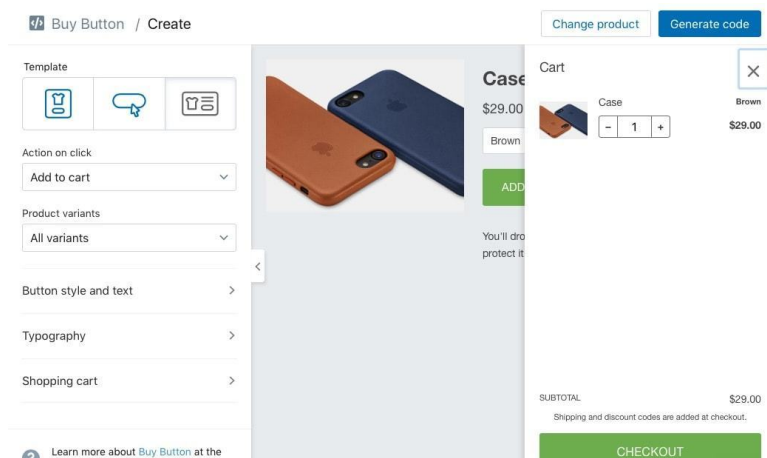 Buy Button / Create
Change product
Generate code
Template
Action on click
Add to cart
Product variants
All variants
Button style and text
Typography
Shopping cart
Learn more about Buy Button at the
Case
$29.00
Brown
ADD
You'll dro
protect it
Cart
Case
Brown
- 1 +
$29.00
SUBTOTAL
$29.00
Shipping and discount codes are added at checkout.
CHECKOUT